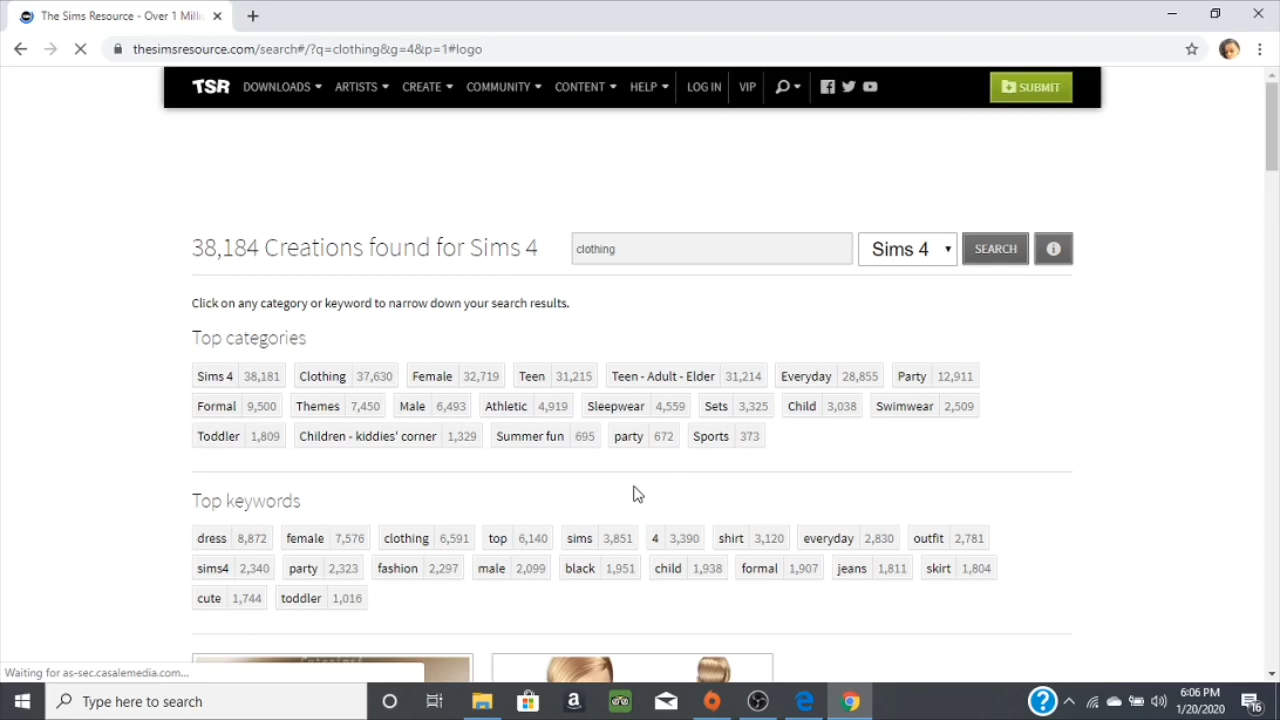 The Sims Resource - Over 1 Milli
thesimsresource.com/search#/?q=clothing&g=4&p=1#logo
TSR DOWNLOADS ARTISTS CREATE COMMUNITY CONTENT HELP LOG IN VIP SUBMIT
38,184 Creations found for Sims 4 clothing Sims 4 SEARCH
Click on any category or keyword to narrow down your search results.
Top categories
Sims 4 38,181 Clothing 37,630 Female 32,719 Teen 31,215 Teen - Adult - Elder 31,214 Everyday 28,855 Party 12,911
Formal 9,500 Themes 7,450 Male 6,493 Athletic 4,919 Sleepwear 4,559 Sets 3,325 Child 3,038 Swimwear 2,509
Toddler 1,809 Children - kiddies' corner 1,329 Summer fun 695 party 672 Sports 373
Top keywords
dress 8,872 female 7,576 clothing 6,591 top 6,140 sims 3,851 4 3,390 shirt 3,120 everyday 2,830 outfit 2,781
sims4 2,340 party 2,323 fashion 2,297 male 2,099 black 1,951 child 1,938 formal 1,907 jeans 1,811 skirt 1,804
cute 1,744 toddler 1,016
Waiting for as-sec.casalemedia.com...
Type here to search
6:06 PM
1/20/2020
16